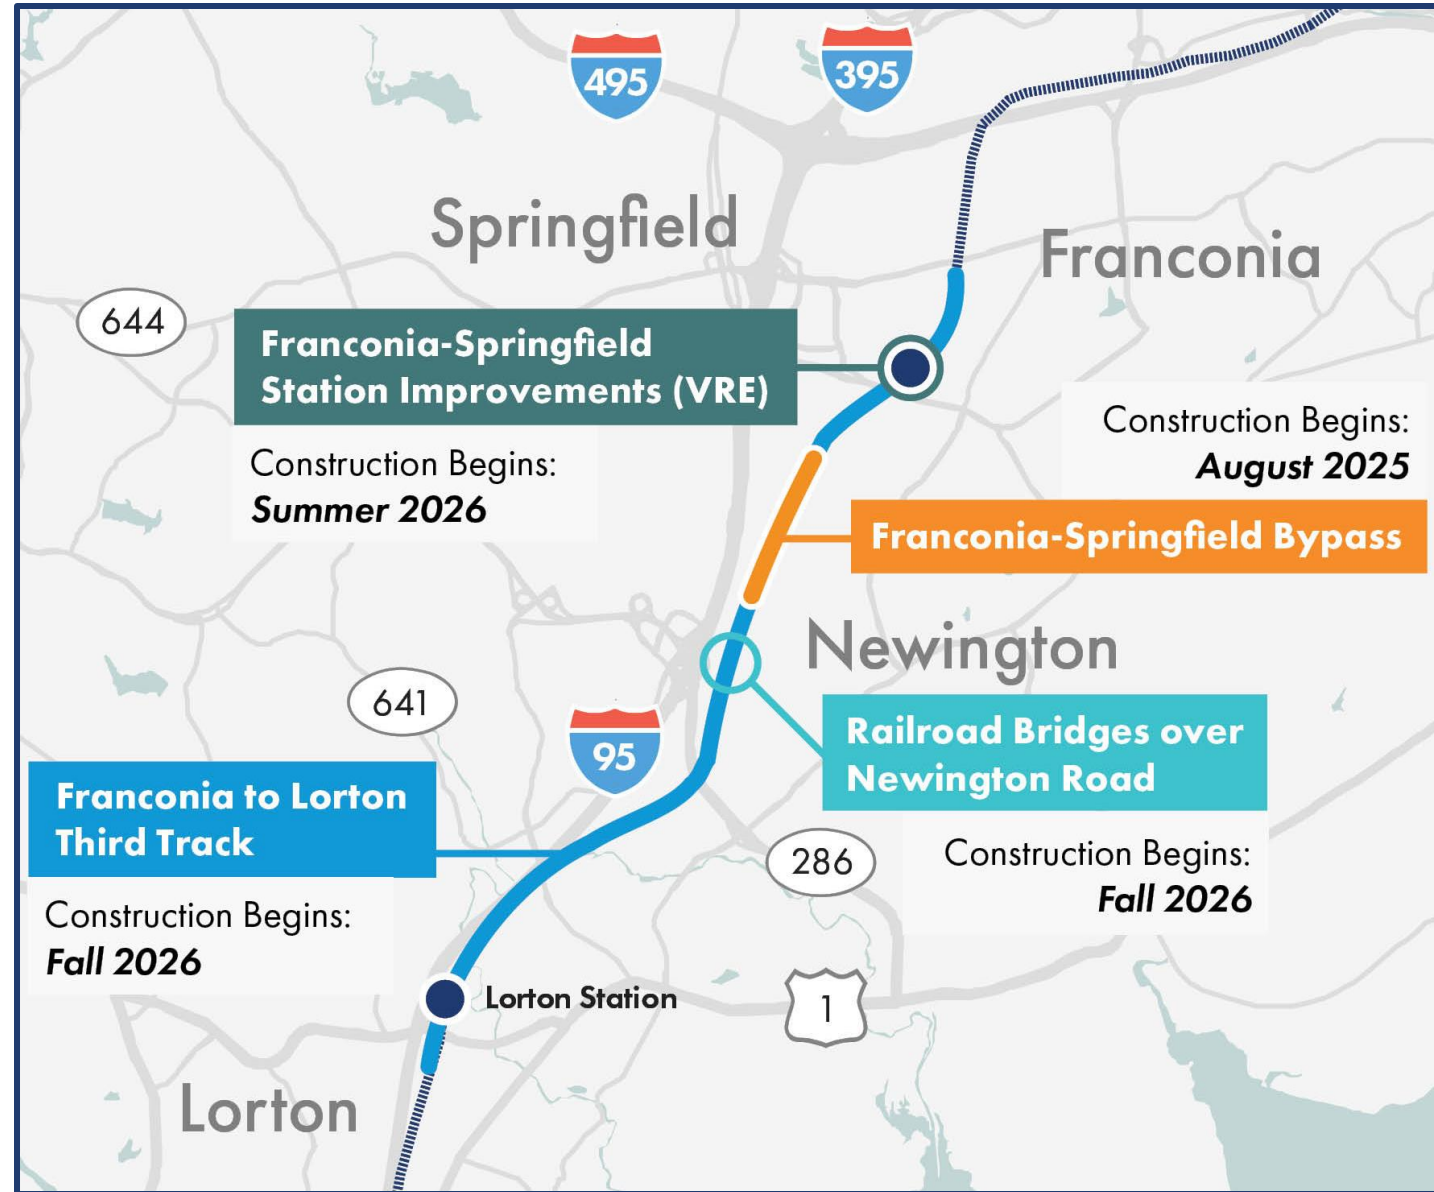 495
395
Springfield
Franconia
644
Franconia-Springfield
Station Improvements (VRE)
Construction Begins:
Summer 2026
Construction Begins:
August 2025
Franconia-Springfield Bypass
Newington
641
95
Railroad Bridges over
Newington Road
Construction Begins:
Fall 2026
Franconia to Lorton
Third Track
Construction Begins:
Fall 2026
286
Lorton Station
1
Lorton